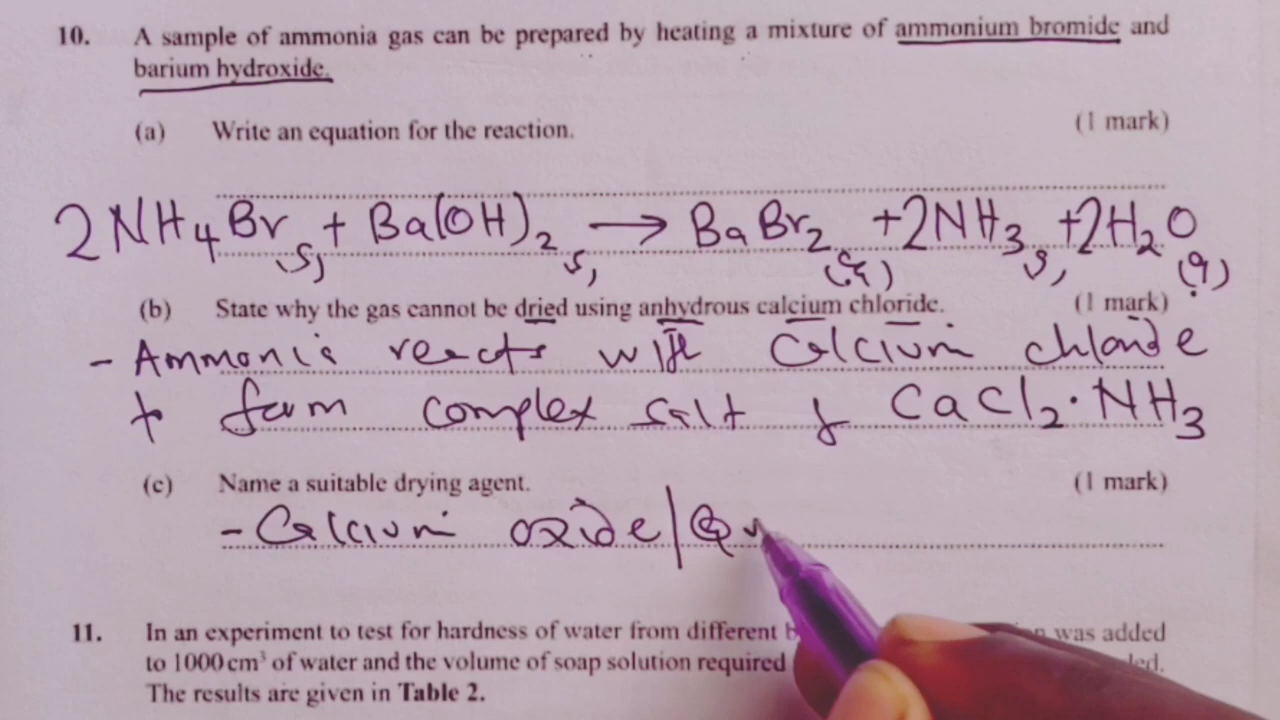 10. A sample of ammonia gas can be prepared by heating a mixture of ammonium bromide and
barium hydroxide.
(a) Write an equation for the reaction. (1 mark)
2NH₄Br(s) + Ba(OH)₂(s) → BaBr₂ + 2NH₃(g) + 2H₂O(g)
(b) State why the gas cannot be dried using anhydrous calcium chloride. (1 mark)
- Ammonia reacts with Calcium chloride
to form complex salt of CaCl₂·NH₃
(c) Name a suitable drying agent. (1 mark)
- Calcium oxide/
11. In an experiment to test for hardness of water from different was added
to 1000 cm³ of water and the volume of soap solution required
The results are given in Table 2.